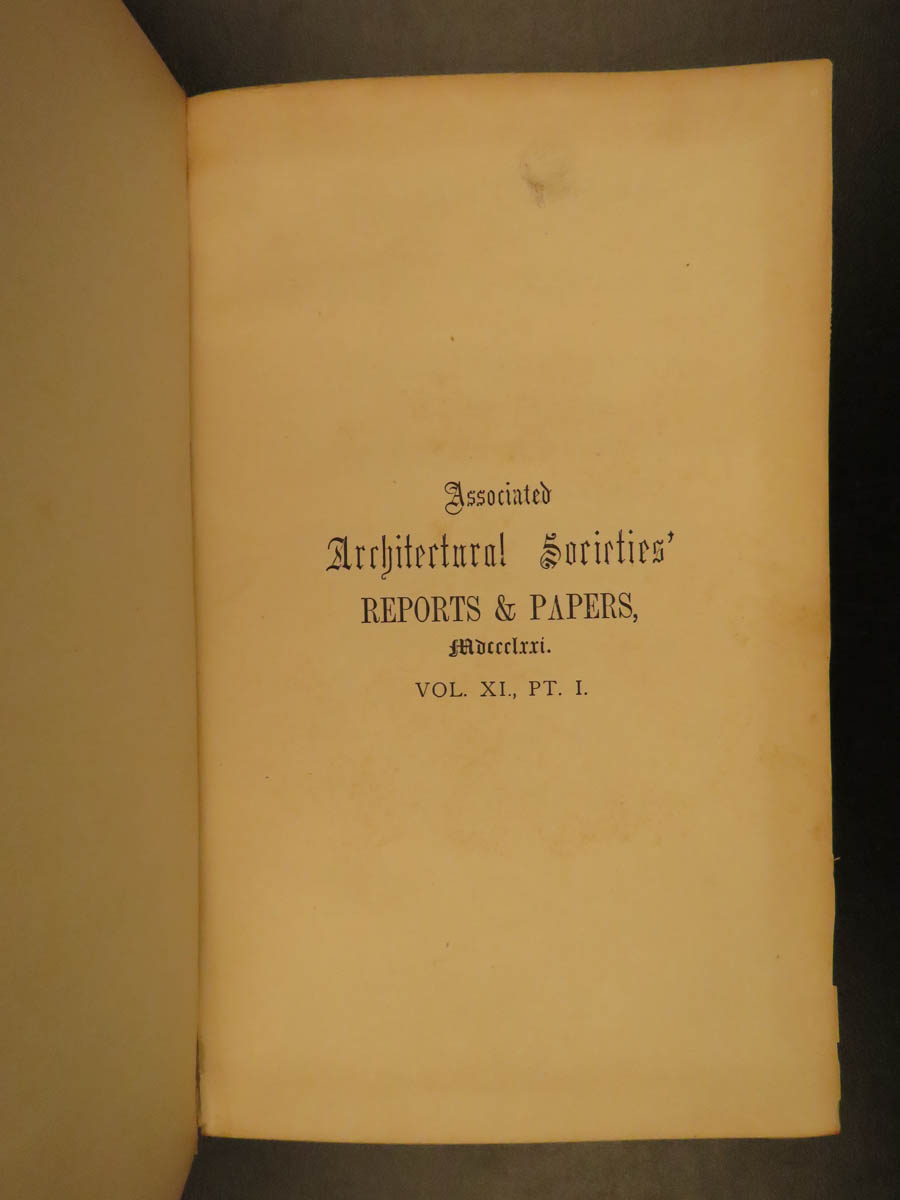 Associated
Architectural Societies'
REPORTS & PAPERS,
Mdccclxxi.
VOL. XI., PT. I.